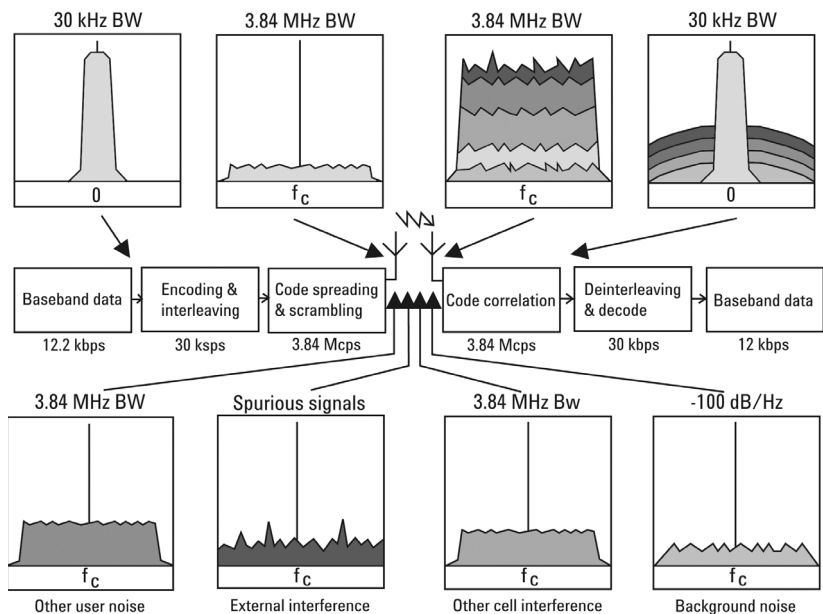 30 kHz BW
3.84 MHz BW
3.84 MHz BW
30 kHz BW
0
fc
fc
0
Baseband data
Encoding &
interleaving
Code spreading
& scrambling
Code correlation
Deinterleaving
& decode
Baseband data
12.2 kbps
30 ksps
3.84 Mcps
3.84 Mcps
30 kbps
12 kbps
3.84 MHz BW
Spurious signals
3.84 MHz Bw
-100 dB/Hz
fc
fc
fc
fc
Other user noise
External interference
Other cell interference
Background noise